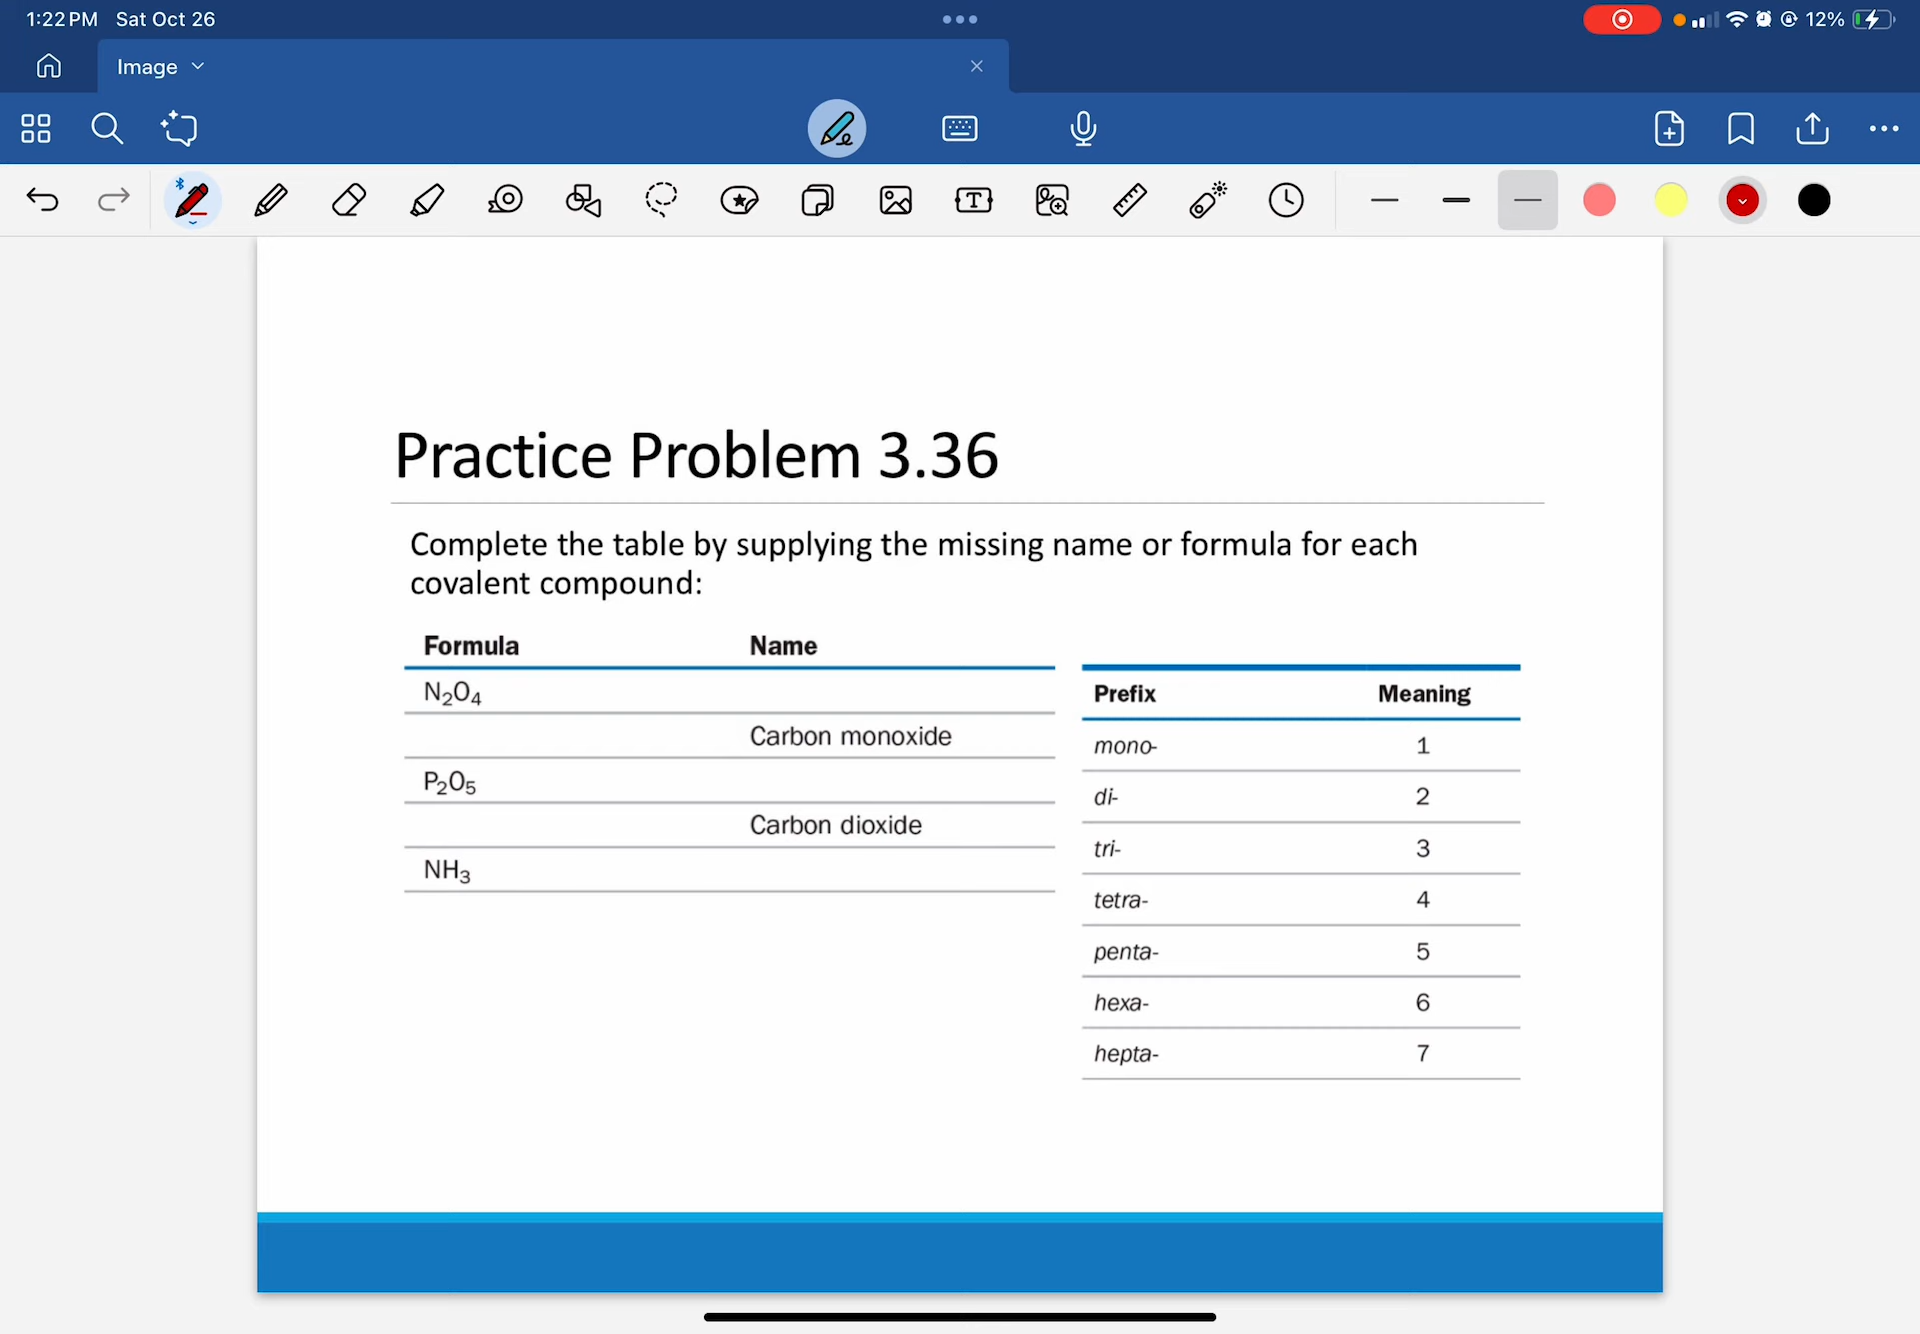 1:22 PM Sat Oct 26
12%
Image
Practice Problem 3.36
Complete the table by supplying the missing name or formula for each
covalent compound:
Formula Name
N₂O₄
Carbon monoxide
P₂O₅
Carbon dioxide
NH₃
Prefix Meaning
mono- 1
di- 2
tri- 3
tetra- 4
penta- 5
hexa- 6
hepta- 7